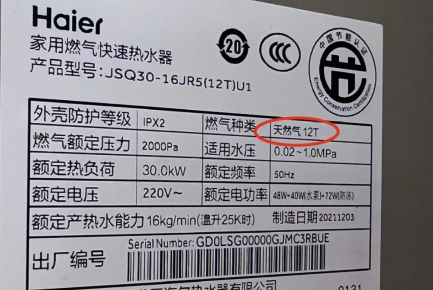 Haier
家用燃气快速热水器
产品型号:JSQ30-16JR5(12T)U1
20
CCC
中国节能认证
Energy Conservation Certification
外壳防护等级 IPX2 燃气种类 天然气12T
燃气额定压力 2000Pa 适用水压 0.02~1.0MPa
额定热负荷 30.0kW 额定频率 50Hz
额定电压 220V~ 额定电功率 48W+40W(水泵)+72W(防冻)
额定产热水能力 16kg/min(温升25K时) 制造日期 20211203
出厂编号 Serial Number: GD0LSG00000GJMC3RBUE